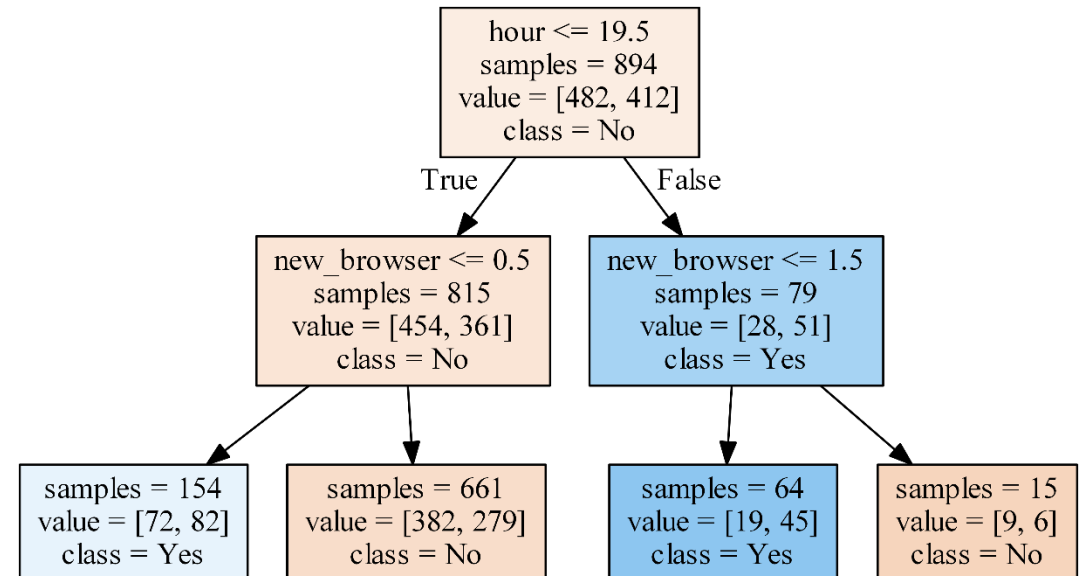 hour <= 19.5
samples = 894
value = [482, 412]
class = No
True
False
new_browser <= 0.5
samples = 815
value = [454, 361]
class = No
new_browser <= 1.5
samples = 79
value = [28, 51]
class = Yes
samples = 154
value = [72, 82]
class = Yes
samples = 661
value = [382, 279]
class = No
samples = 64
value = [19, 45]
class = Yes
samples = 15
value = [9, 6]
class = No